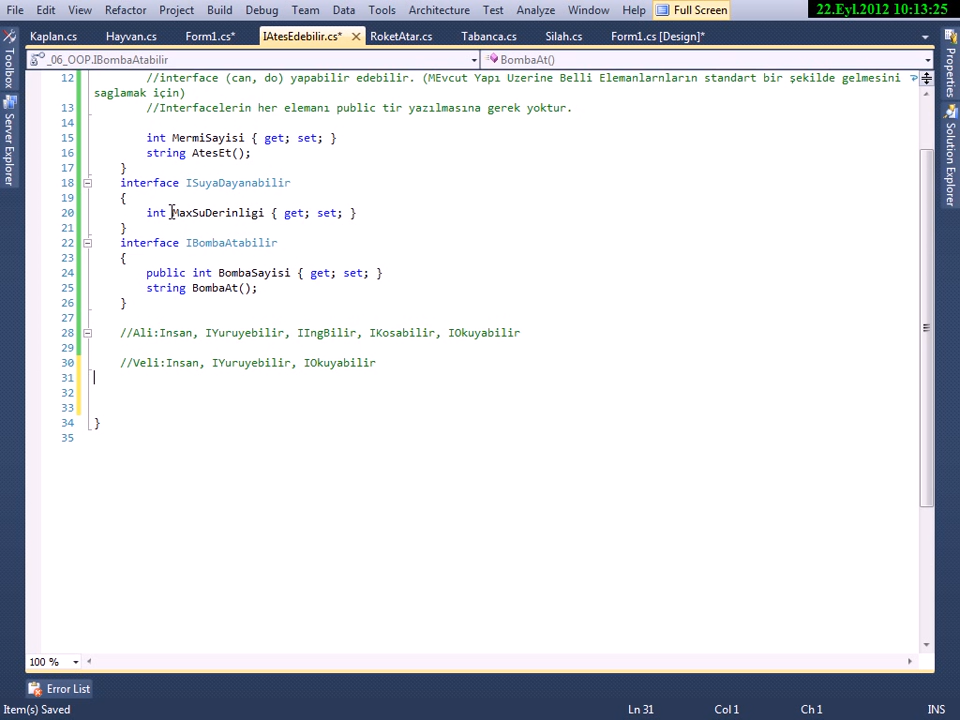 File Edit View Refactor Project Build Debug Team Data Tools Architecture Test Analyze Window Help Full Screen 22.Eyl.2012 10:13:25
Kaplan.cs Hayvan.cs Form1.cs* IAtesEdebilir.cs* RoketAtar.cs Tabanca.cs Silah.cs Form1.cs [Design]*
_06_OOP.IBombaAtabilir BombaAt()
12 //interface (can, do) yapabilir edebilir. (MEvcut Yapı Uzerine Belli Elemanlarnların standart bir şekilde gelmesini
saglamak için)
13 //Interfacelerin her elemanı public tir yazılmasına gerek yoktur.
14
15 int MermiSayisi { get; set; }
16 string AtesEt();
17 }
18 interface ISuyaDayanabilir
19 {
20 int MaxSuDerinligi { get; set; }
21 }
22 interface IBombaAtabilir
23 {
24 public int BombaSayisi { get; set; }
25 string BombaAt();
26 }
27
28 //Ali:Insan, IYuruyebilir, IIngBilir, IKosabilir, IOkuyabilir
29
30 //Veli:Insan, IYuruyebilir, IOkuyabilir
31
32
33
34 }
35
100 %
Error List
Item(s) Saved Ln 31 Col 1 Ch 1 INS
Toolbox
Server Explorer
Properties
Solution Explorer